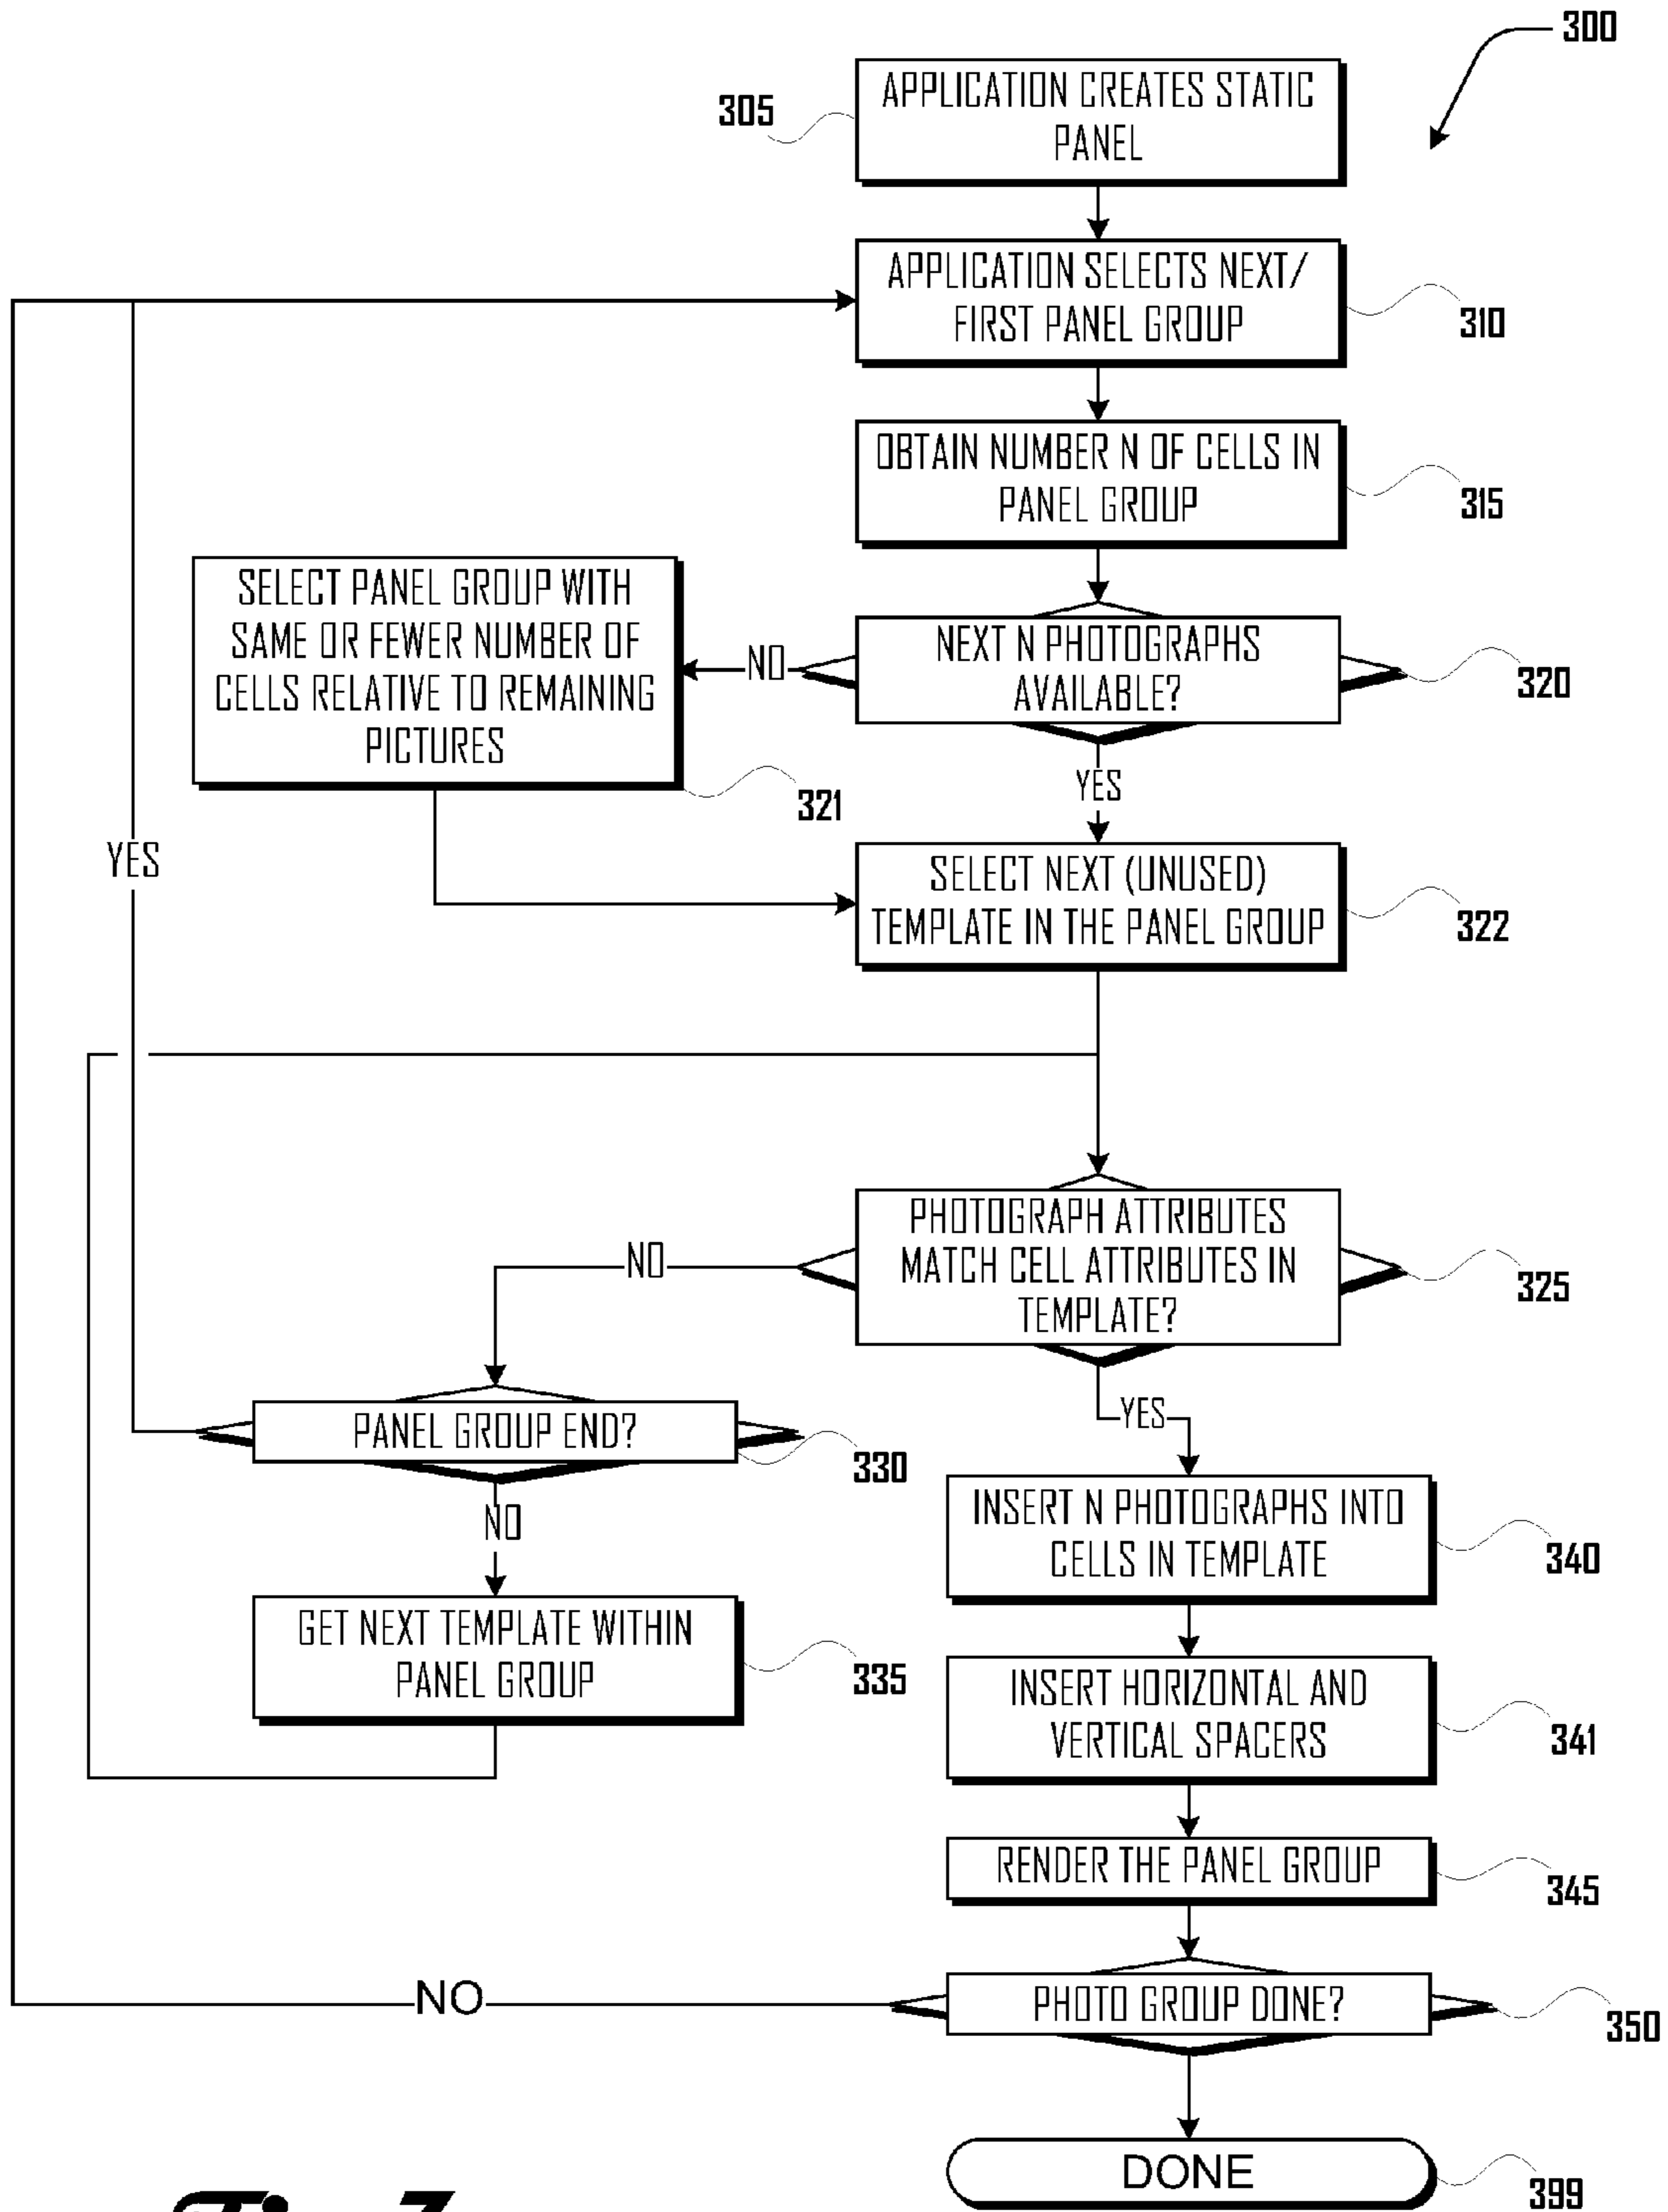 300
305
APPLICATION CREATES STATIC
PANEL
APPLICATION SELECTS NEXT/
FIRST PANEL GROUP
310
OBTAIN NUMBER N OF CELLS IN
PANEL GROUP
315
SELECT PANEL GROUP WITH
SAME OR FEWER NUMBER OF
CELLS RELATIVE TO REMAINING
PICTURES
321
NO
NEXT N PHOTOGRAPHS
AVAILABLE?
320
YES
YES
SELECT NEXT (UNUSED)
TEMPLATE IN THE PANEL GROUP
322
PHOTOGRAPH ATTRIBUTES
MATCH CELL ATTRIBUTES IN
TEMPLATE?
325
NO
YES
PANEL GROUP END?
330
NO
GET NEXT TEMPLATE WITHIN
PANEL GROUP
335
INSERT N PHOTOGRAPHS INTO
CELLS IN TEMPLATE
340
INSERT HORIZONTAL AND
VERTICAL SPACERS
341
RENDER THE PANEL GROUP
345
NO
PHOTO GROUP DONE?
350
DONE
399